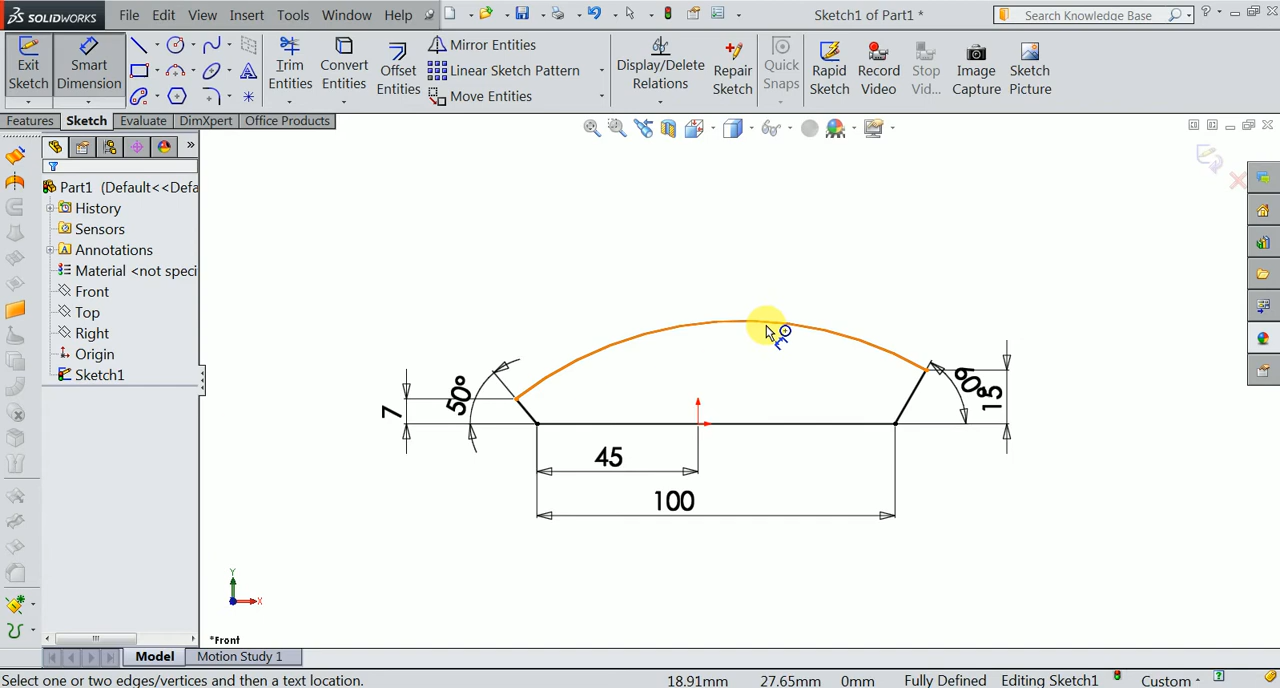 SOLIDWORKS File Edit View Insert Tools Window Help Sketch1 of Part1 * Search Knowledge Base ?
Exit Sketch
Smart Dimension
Trim Entities
Convert Entities
Offset Entities
Mirror Entities
Linear Sketch Pattern
Move Entities
Display/Delete Relations
Repair Sketch
Quick Snaps
Rapid Sketch
Record Video
Stop Vid...
Image Capture
Sketch Picture
Features Sketch Evaluate DimXpert Office Products
Part1 (Default<<Defa
History
Sensors
Annotations
Material <not speci
Front
Top
Right
Origin
Sketch1
7
50°
60°
15
45
100
Y
X
*Front
Model Motion Study 1
Select one or two edges/vertices and then a text location. 18.91mm 27.65mm 0mm Fully Defined Editing Sketch1 Custom